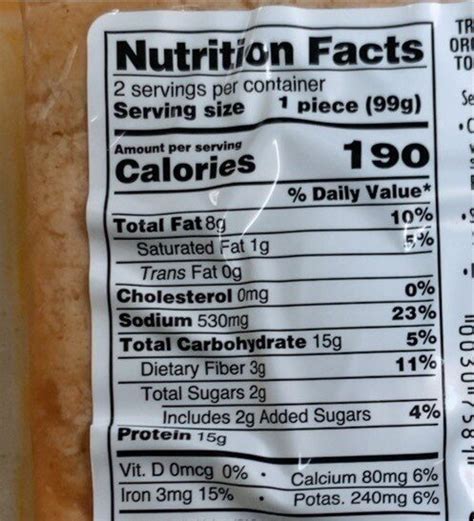 Nutrition Facts
2 servings per container
Serving size 1 piece (99g)
Amount per serving
Calories 190
% Daily Value*
Total Fat 8g 10%
Saturated Fat 1g 5%
Trans Fat 0g
Cholesterol 0mg 0%
Sodium 530mg 23%
Total Carbohydrate 15g 5%
Dietary Fiber 3g 11%
Total Sugars 2g
Includes 2g Added Sugars 4%
Protein 15g
Vit. D 0mcg 0% • Calcium 80mg 6%
Iron 3mg 15% • Potas. 240mg 6%